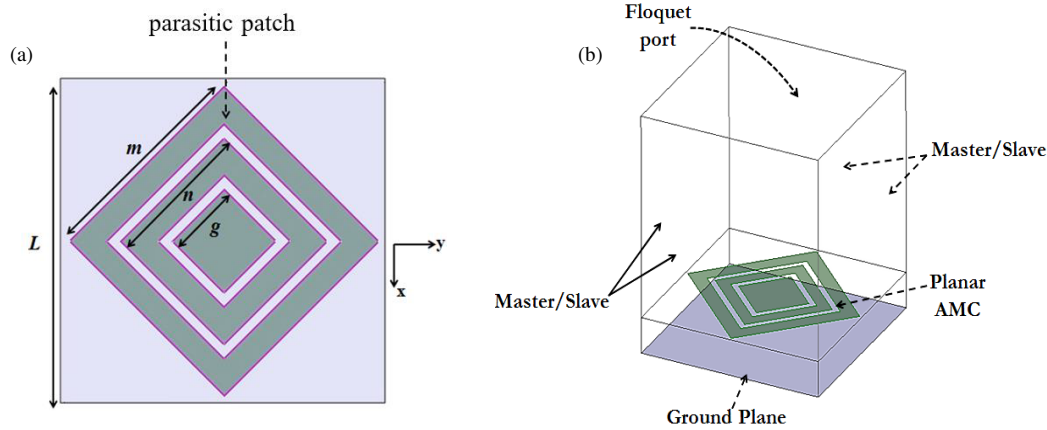 parasitic patch
(a)
m
n
g
L
y
x
(b)
Floquet
port
Master/Slave
Master/Slave
Planar
AMC
Ground Plane